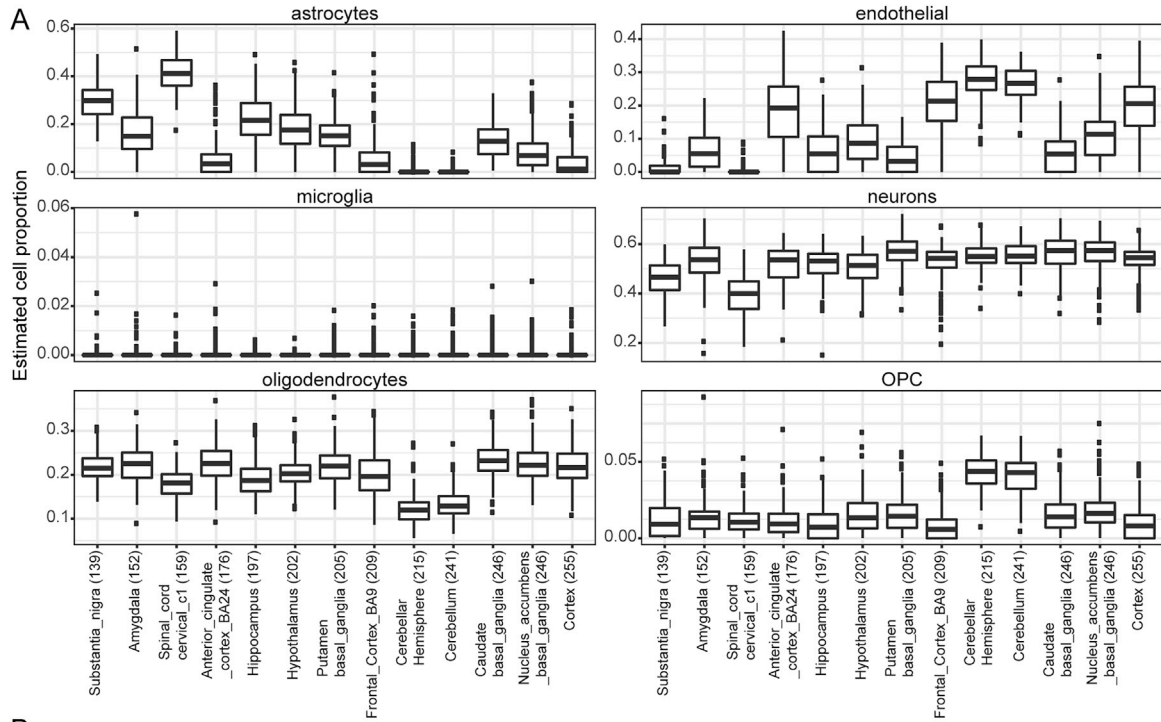 A
astrocytes
endothelial
0.6
0.4
0.2
0.0
0.4
0.3
0.2
0.1
0.0
Estimated cell proportion
microglia
neurons
0.06
0.04
0.02
0.00
0.6
0.4
0.2
oligodendrocytes
OPC
0.3
0.2
0.1
0.05
0.00
Substantia_nigra (139)
Amygdala (152)
Spinal_cord
cervical_c1 (159)
Anterior_cingulate
_cortex_BA24 (176)
Hippocampus (197)
Hypothalamus (202)
Putamen
basal_ganglia (205)
Frontal_Cortex_BA9 (209)
Cerebellar
Hemisphere (215)
Cerebellum (241)
Caudate
basal_ganglia (246)
Nucleus_accumbens
_basal_ganglia (246)
Cortex (255)
Substantia_nigra (139)
Amygdala (152)
Spinal_cord
cervical_c1 (159)
Anterior_cingulate
_cortex_BA24 (176)
Hippocampus (197)
Hypothalamus (202)
Putamen
basal_ganglia (205)
Frontal_Cortex_BA9 (209)
Cerebellar
Hemisphere (215)
Cerebellum (241)
Caudate
basal_ganglia (246)
Nucleus_accumbens
_basal_ganglia (246)
Cortex (255)